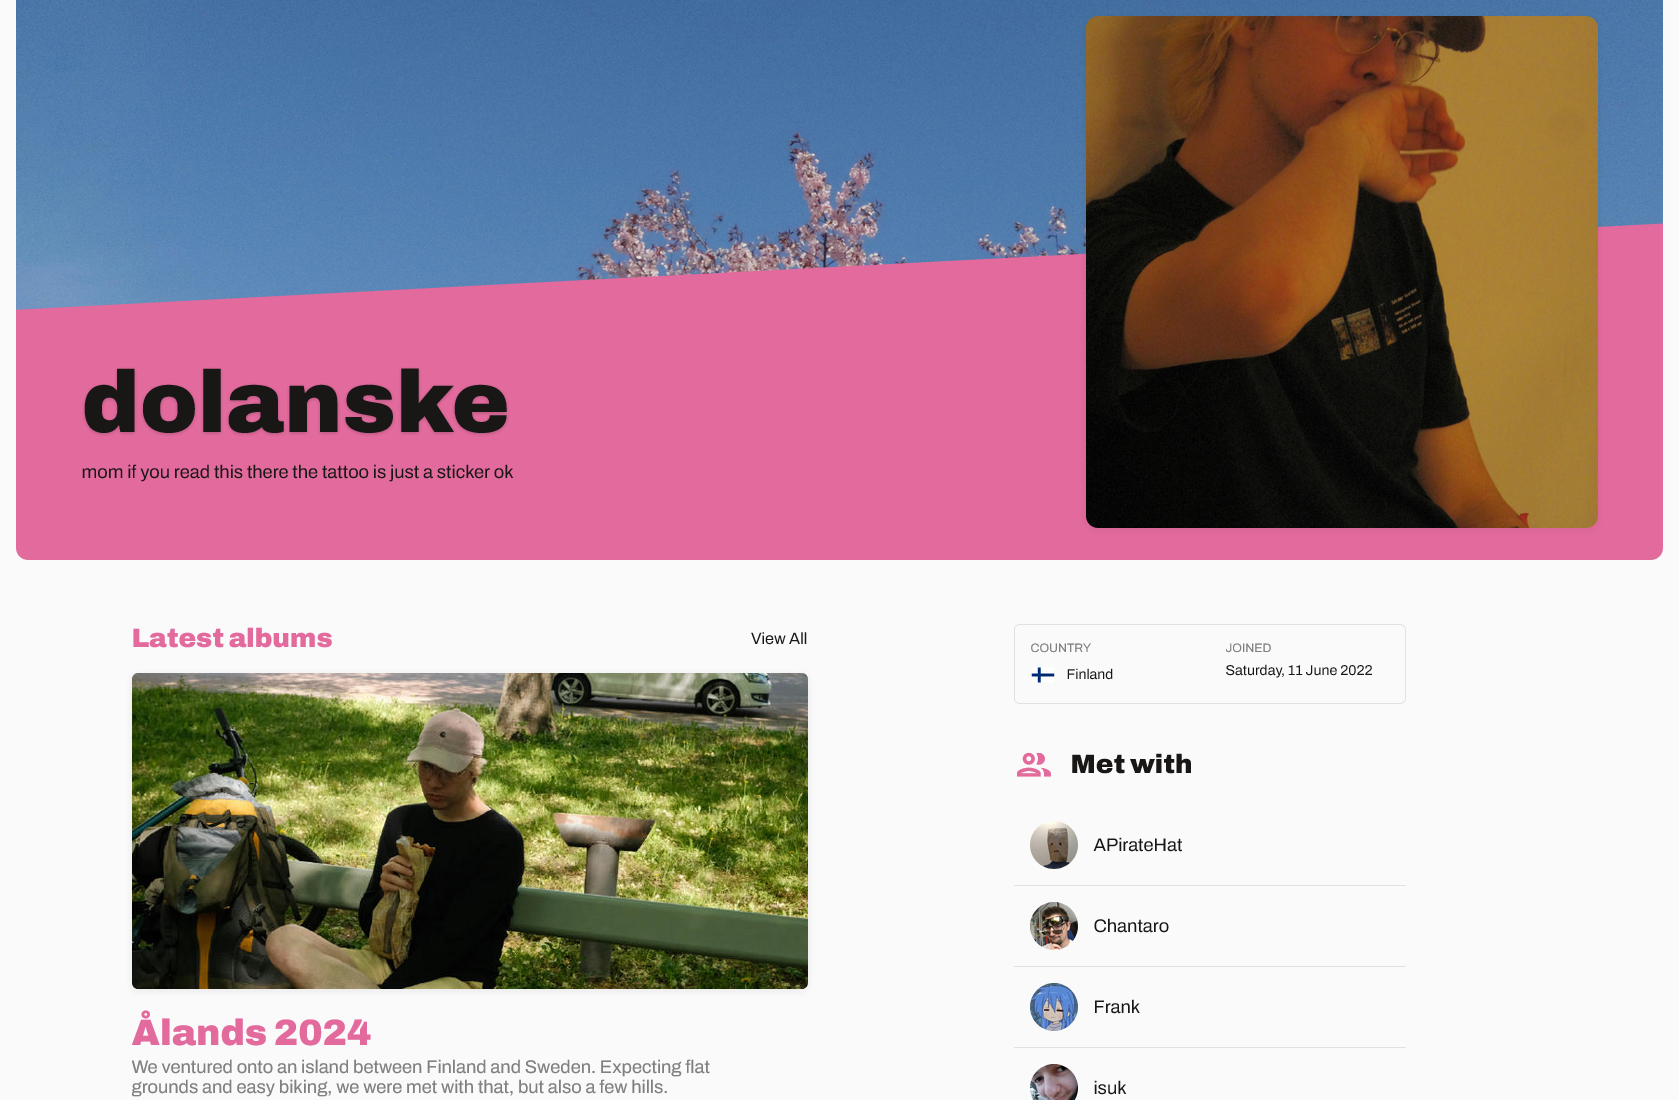 dolanske
mom if you read this there the tattoo is just a sticker ok
Latest albums
View All
Ålands 2024
We ventured onto an island between Finland and Sweden. Expecting flat
grounds and easy biking, we were met with that, but also a few hills.
COUNTRY
Finland
JOINED
Saturday, 11 June 2022
Met with
APirateHat
Chantaro
Frank
isuk